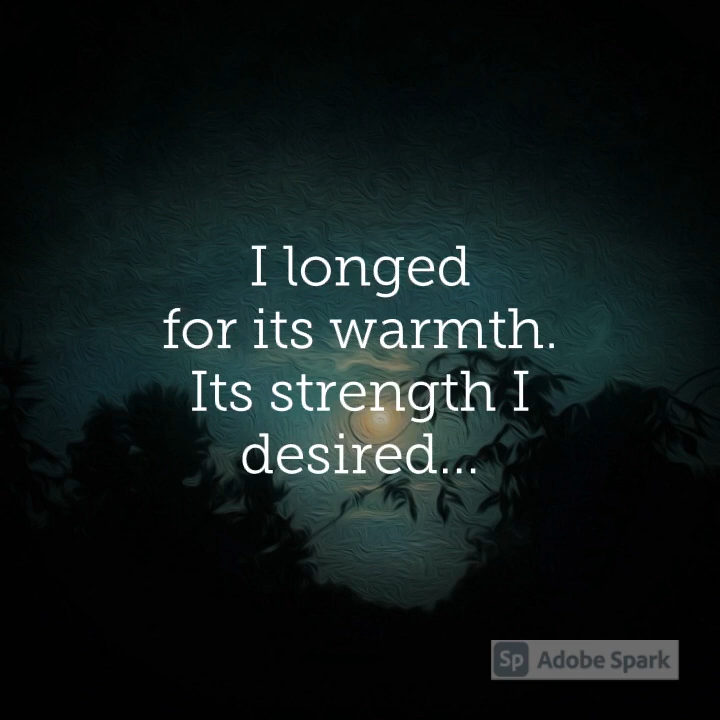 I longed
for its warmth.
Its strength I
desired...
Sp Adobe Spark